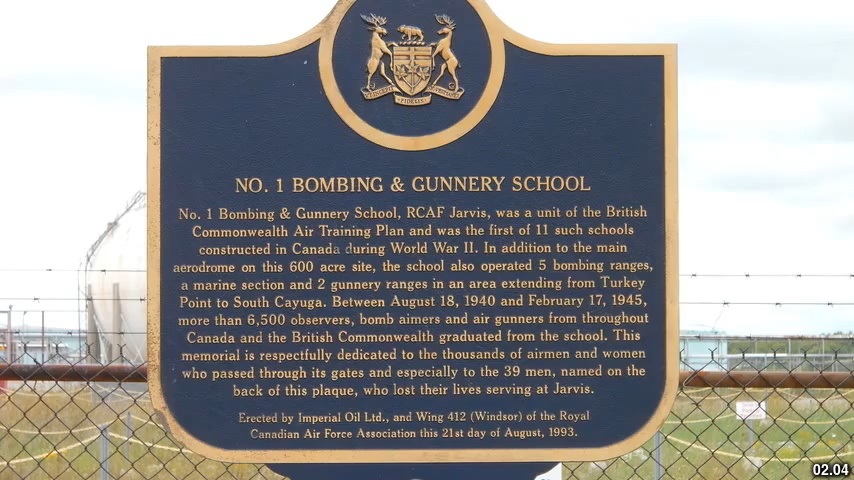 FIDELIS
NO. 1 BOMBING & GUNNERY SCHOOL
No. 1 Bombing & Gunnery School, RCAF Jarvis, was a unit of the British
Commonwealth Air Training Plan and was the first of 11 such schools
constructed in Canada during World War II. In addition to the main
aerodrome on this 600 acre site, the school also operated 5 bombing ranges,
a marine section and 2 gunnery ranges in an area extending from Turkey
Point to South Cayuga. Between August 18, 1940 and February 17, 1945,
more than 6,500 observers, bomb aimers and air gunners from throughout
Canada and the British Commonwealth graduated from the school. This
memorial is respectfully dedicated to the thousands of airmen and women
who passed through its gates and especially to the 39 men, named on the
back of this plaque, who lost their lives serving at Jarvis.
Erected by Imperial Oil Ltd., and Wing 412 (Windsor) of the Royal
Canadian Air Force Association this 21st day of August, 1993.
02.04